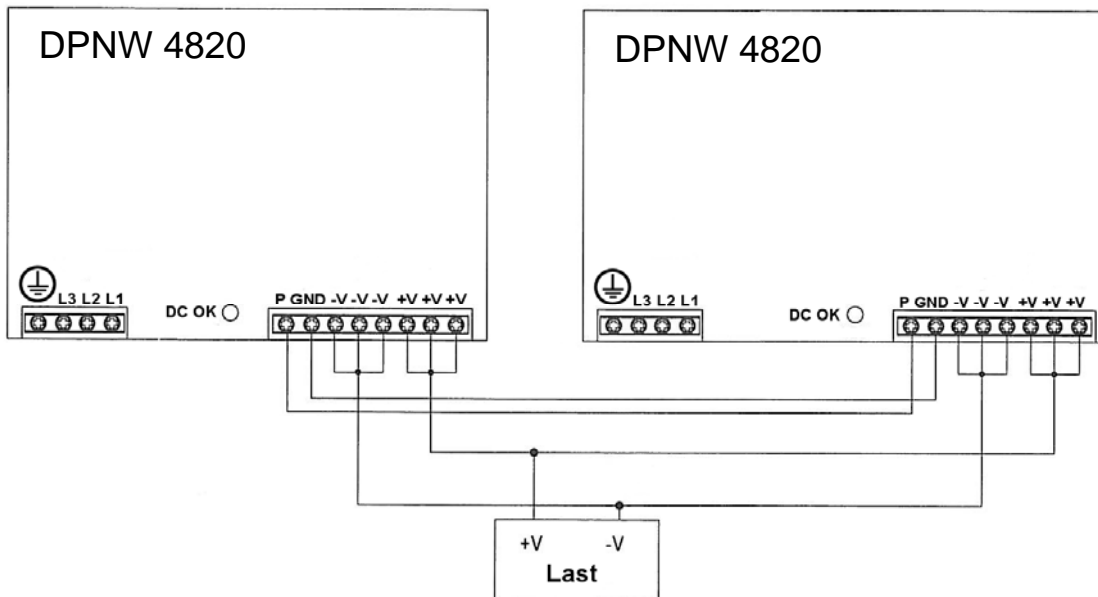 DPNW 4820
DPNW 4820
L3 L2 L1
DC OK
P GND -V -V -V +V +V +V
L3 L2 L1
DC OK
P GND -V -V -V +V +V +V
+V -V
Last